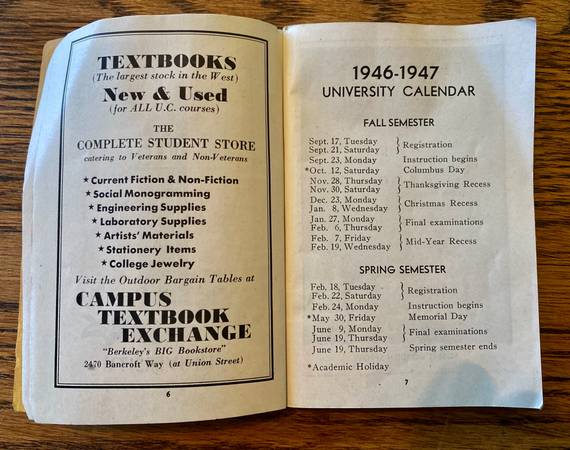 TEXTBOOKS
(The largest stock in the West)
New & Used
(for ALL U.C. courses)
THE
COMPLETE STUDENT STORE
catering to Veterans and Non-Veterans
★ Current Fiction & Non-Fiction
★ Social Monogramming
★ Engineering Supplies
★ Laboratory Supplies
★ Artists' Materials
★ Stationery Items
★ College Jewelry
Visit the Outdoor Bargain Tables at
CAMPUS
TEXTBOOK
EXCHANGE
"Berkeley's BIG Bookstore"
2470 Bancroft Way (at Union Street)
6
1946-1947
UNIVERSITY CALENDAR
FALL SEMESTER
Sept. 17, Tuesday
Sept. 21, Saturday } Registration
Sept. 23, Monday Instruction begins
*Oct. 12, Saturday Columbus Day
Nov. 28, Thursday
Nov. 30, Saturday } Thanksgiving Recess
Dec. 23, Monday
Jan. 8, Wednesday } Christmas Recess
Jan. 27, Monday
Feb. 6, Thursday } Final examinations
Feb. 7, Friday
Feb. 19, Wednesday } Mid-Year Recess
SPRING SEMESTER
Feb. 18, Tuesday
Feb. 22, Saturday } Registration
Feb. 24, Monday Instruction begins
*May 30, Friday Memorial Day
June 9, Monday
June 19, Thursday } Final examinations
June 19, Thursday Spring semester ends
*Academic Holiday
7